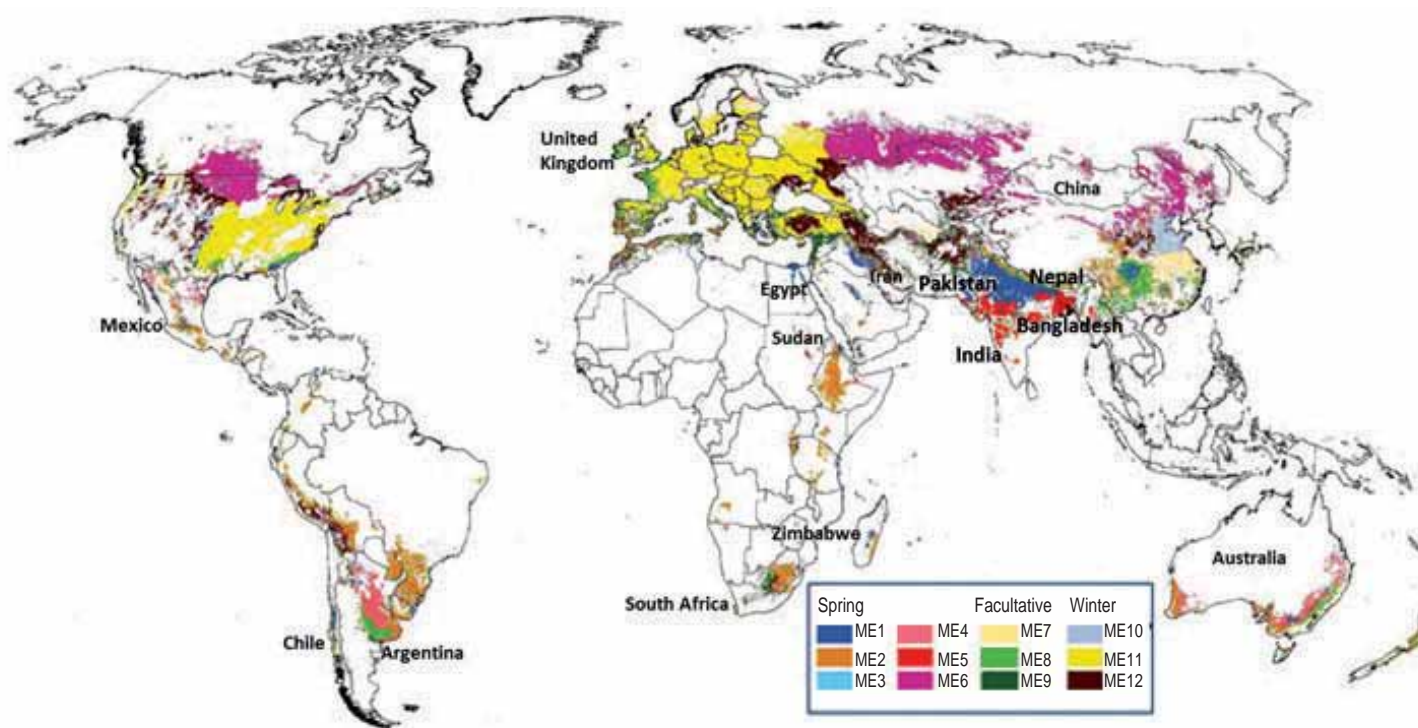 United
Kingdom
China
Iran
Egypt
Pakistan
Nepal
Mexico
Bangladesh
Sudan
India
Zimbabwe
Australia
South Africa
Chile
Argentina
Spring Facultative Winter
ME1 ME4 ME7 ME10
ME2 ME5 ME8 ME11
ME3 ME6 ME9 ME12